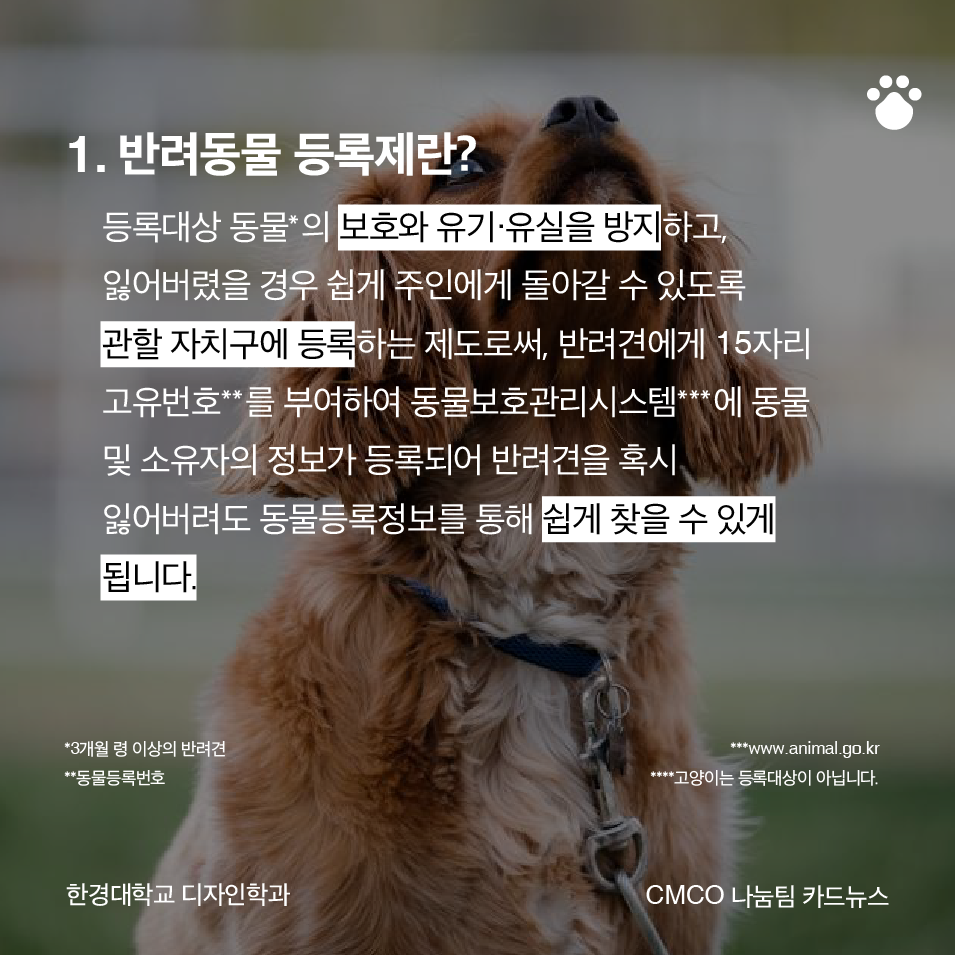 1. 반려동물 등록제란?
등록대상 동물*의 보호와 유기·유실을 방지하고,
잃어버렸을 경우 쉽게 주인에게 돌아갈 수 있도록
관할 자치구에 등록하는 제도로써, 반려견에게 15자리
고유번호**를 부여하여 동물보호관리시스템***에 동물
및 소유자의 정보가 등록되어 반려견을 혹시
잃어버려도 동물등록정보를 통해 쉽게 찾을 수 있게
됩니다.
*3개월 령 이상의 반려견
**동물등록번호
***www.animal.go.kr
****고양이는 등록대상이 아닙니다.
한경대학교 디자인학과
CMCO 나눔팀 카드뉴스